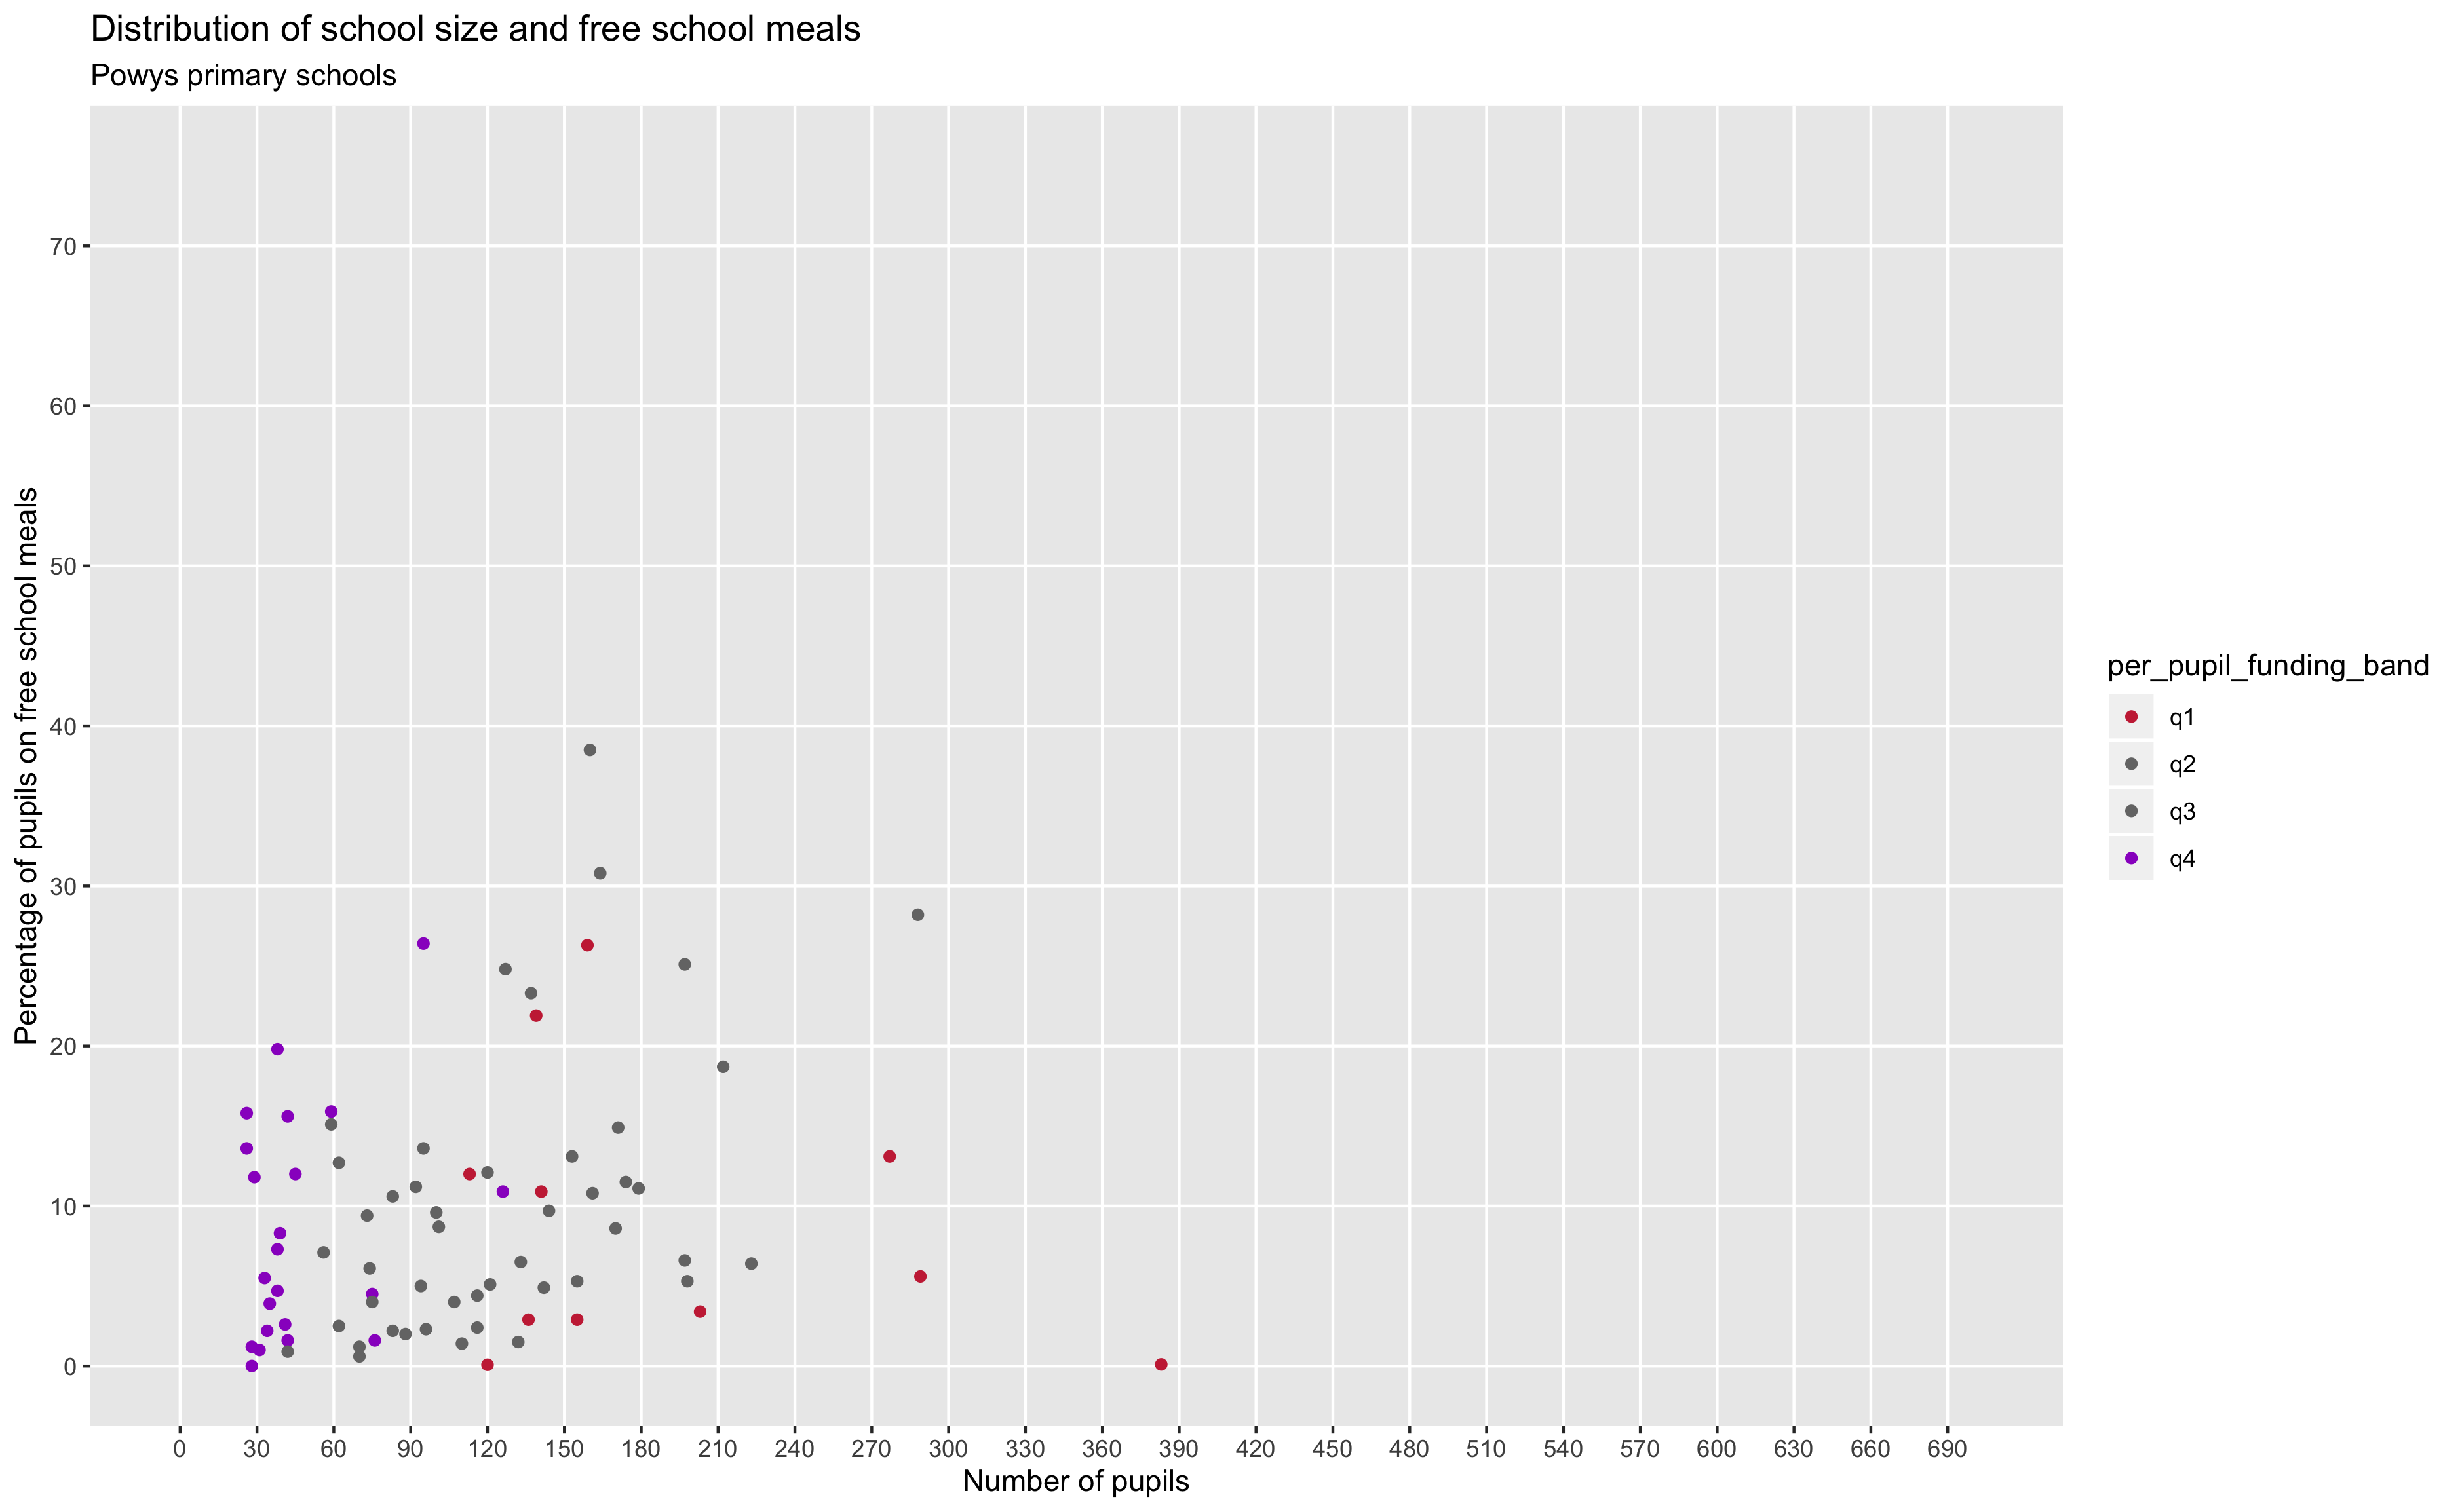 Distribution of school size and free school meals
Powys primary schools
Percentage of pupils on free school meals
70
60
50
40
30
20
10
0
0 30 60 90 120 150 180 210 240 270 300 330 360 390 420 450 480 510 540 570 600 630 660 690
Number of pupils
per_pupil_funding_band
q1
q2
q3
q4